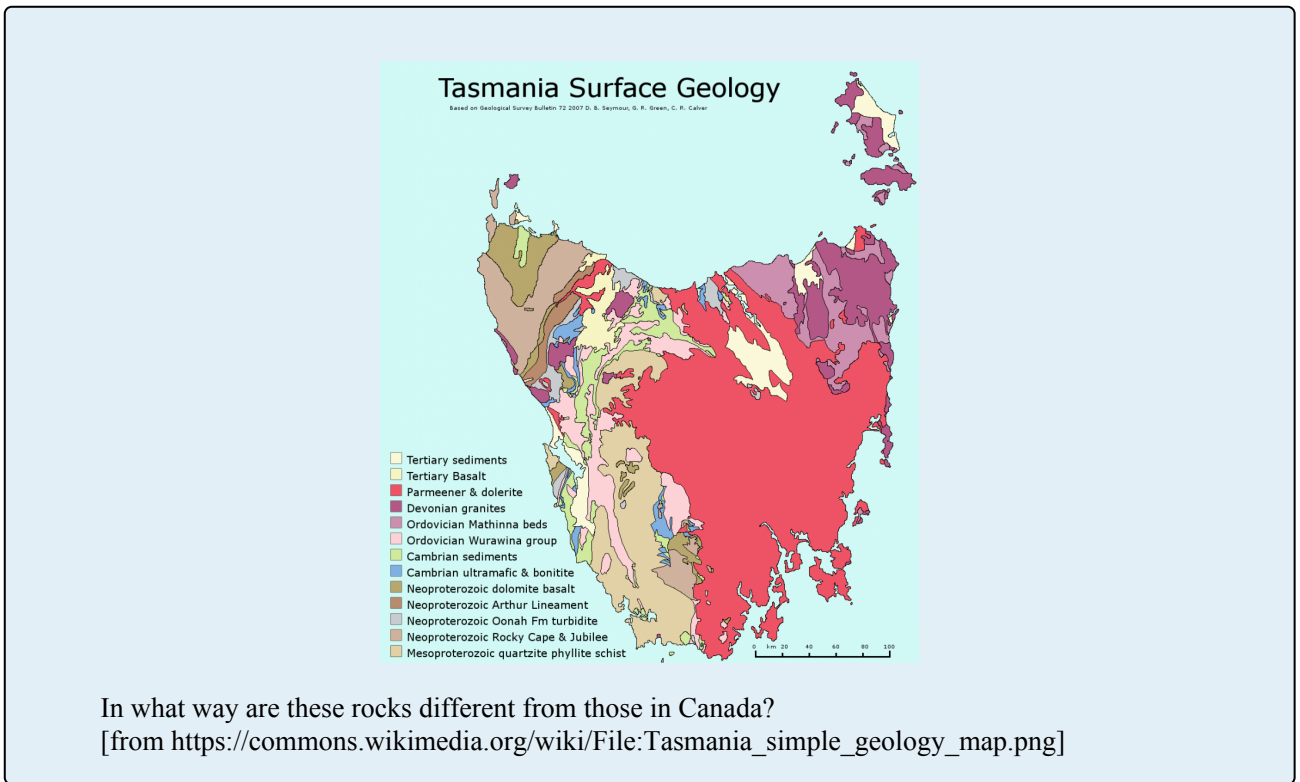 Tasmania Surface Geology
Based on Geological Survey Bulletin 72 2007 D. B. Seymour, G. R. Green, C. R. Calver
Tertiary sediments
Tertiary Basalt
Parmeener & dolerite
Devonian granites
Ordovician Mathinna beds
Ordovician Wurawina group
Cambrian sediments
Cambrian ultramafic & bonitite
Neoproterozoic dolomite basalt
Neoproterozoic Arthur Lineament
Neoproterozoic Oonah Fm turbidite
Neoproterozoic Rocky Cape & Jubilee
Mesoproterozoic quartzite phyllite schist
0 km 20 40 60 80 100
In what way are these rocks different from those in Canada?
[from https://commons.wikimedia.org/wiki/File:Tasmania_simple_geology_map.png]